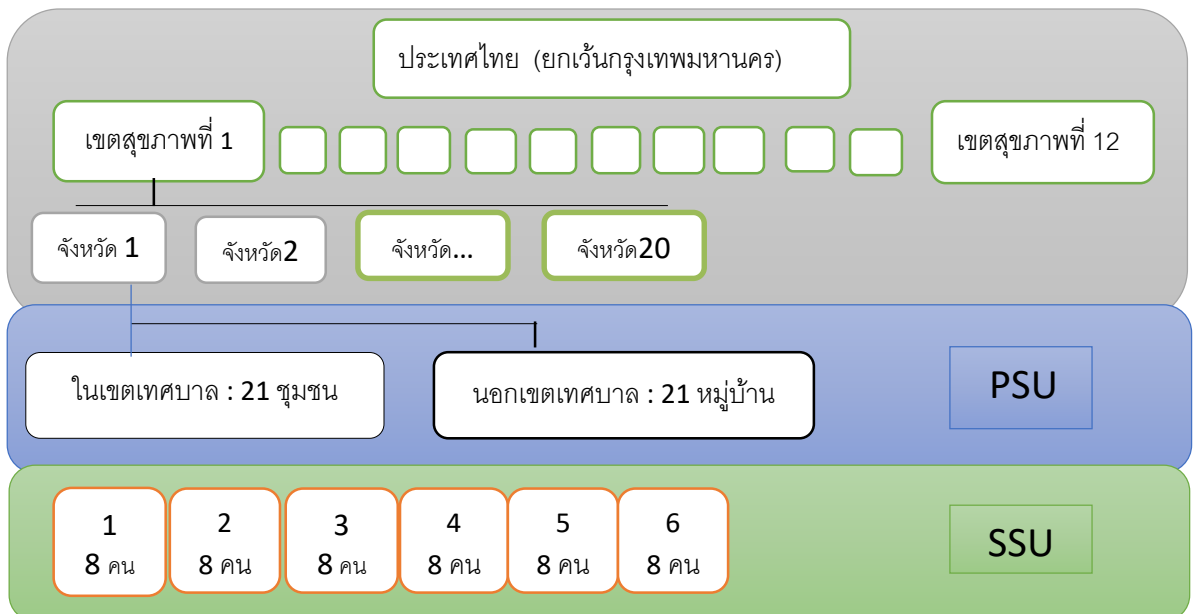 ประเทศไทย (ยกเว้นกรุงเทพมหานคร)
เขตสุขภาพที่ 1
เขตสุขภาพที่ 12
จังหวัด 1
จังหวัด2
จังหวัด...
จังหวัด20
ในเขตเทศบาล : 21 ชุมชน
นอกเขตเทศบาล : 21 หมู่บ้าน
PSU
1
8 คน
2
8 คน
3
8 คน
4
8 คน
5
8 คน
6
8 คน
SSU